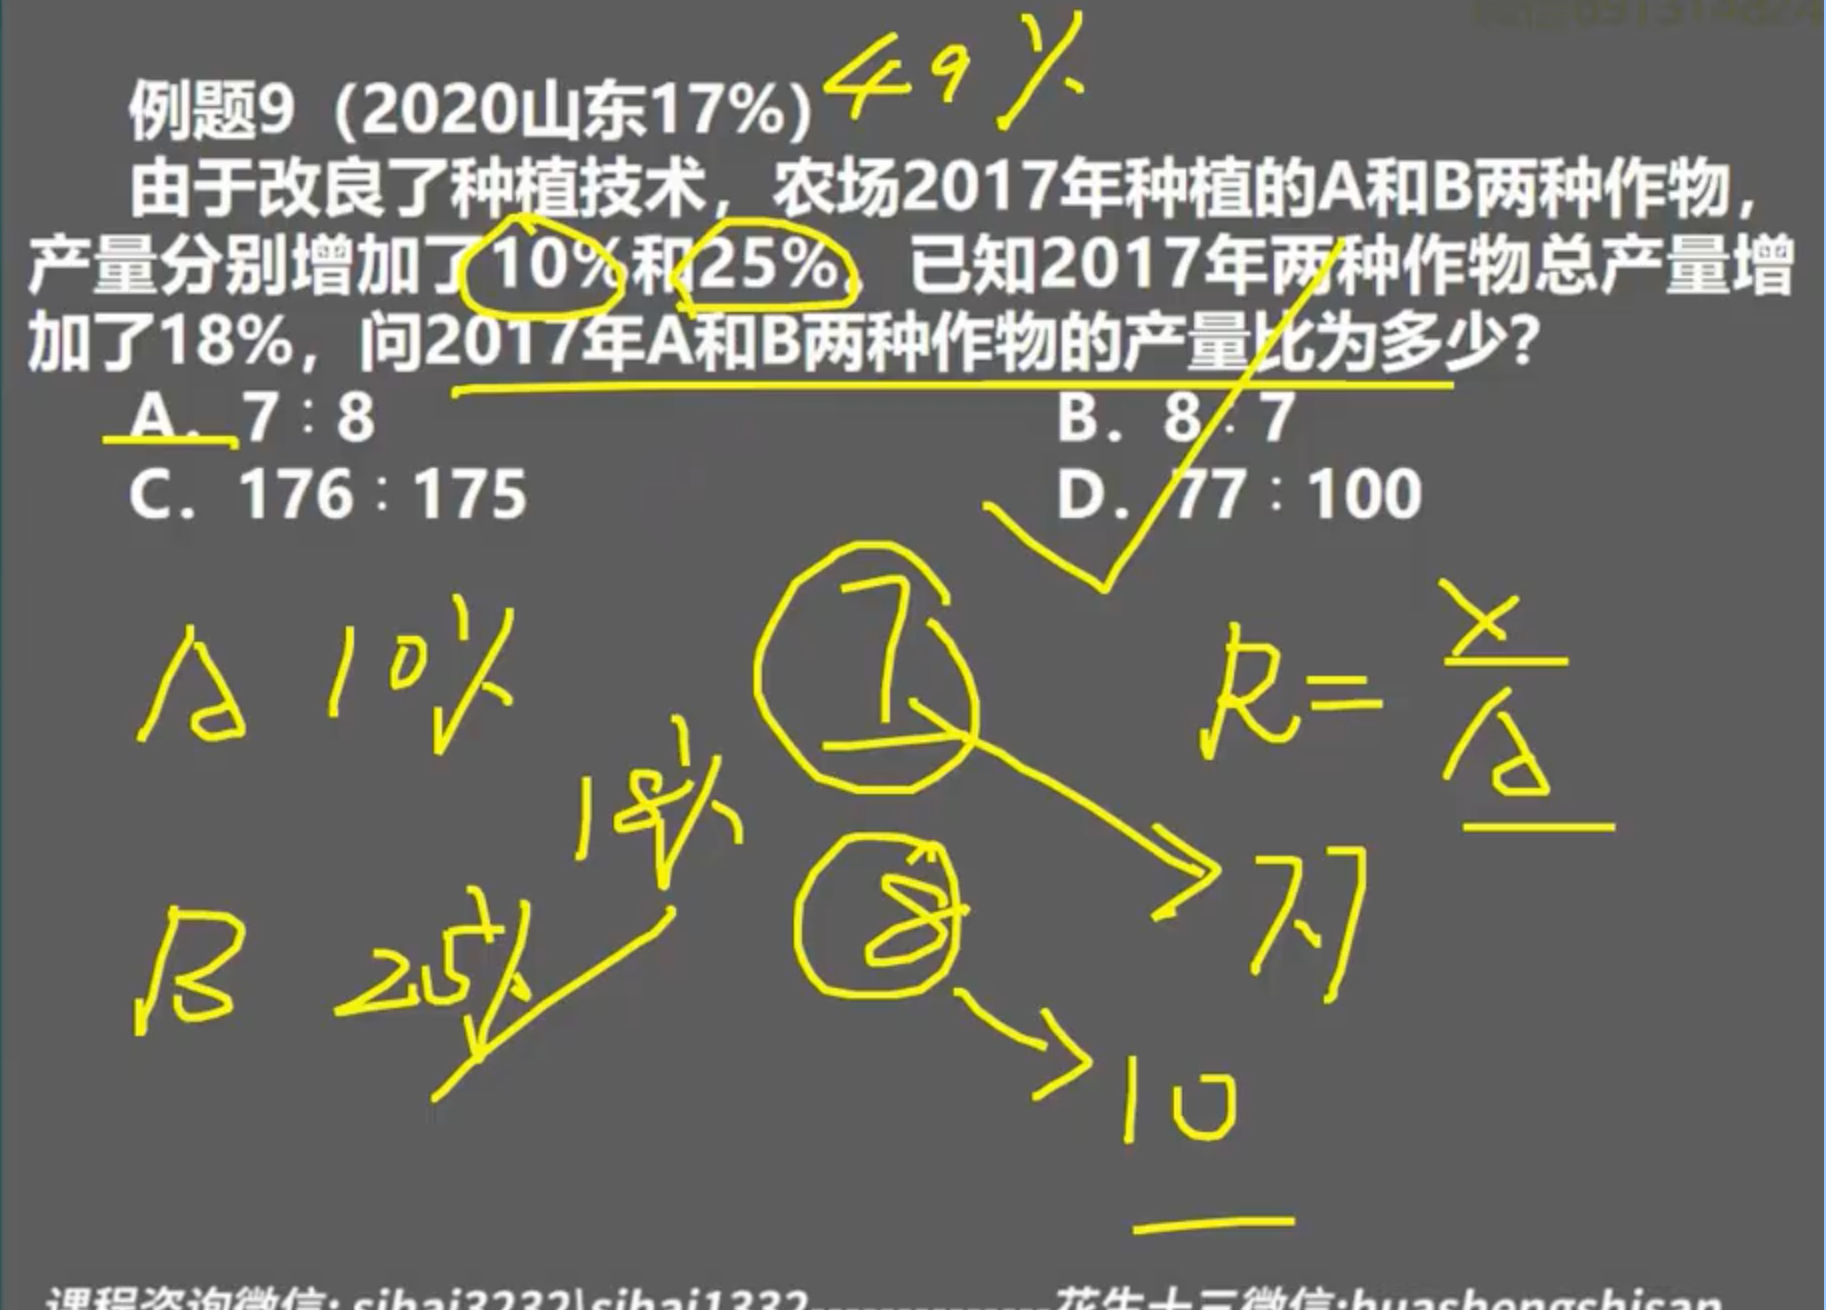 例题9（2020山东17%）49%
由于改良了种植技术，农场2017年种植的A和B两种作物，
产量分别增加了10%和25%。已知2017年两种作物总产量增
加了18%，问2017年A和B两种作物的产量比为多少？
A. 7∶8
B. 8∶7
C. 176∶175
D. 77∶100
A 10%
7
R=x/A
18%
B 25%
8
7.7
10
课程咨询微信: sihai3232\sihai1332--------------花生十三微信:huashengshisan